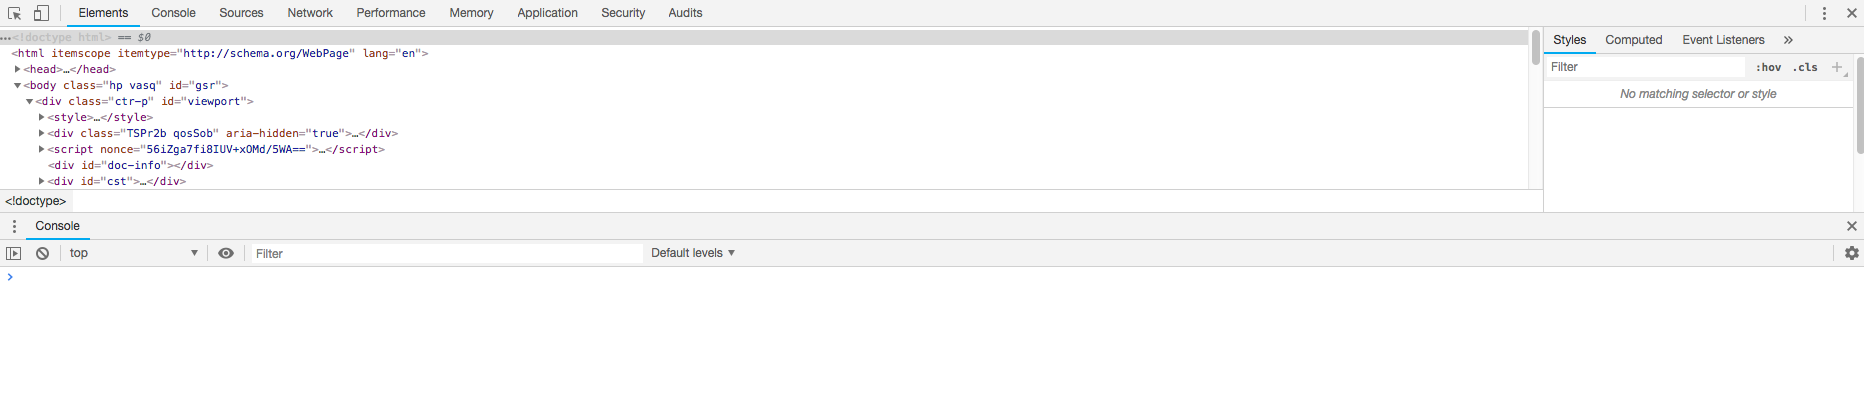 Elements Console Sources Network Performance Memory Application Security Audits
…<!doctype html> == $0
<html itemscope itemtype="http://schema.org/WebPage" lang="en">
<head>…</head>
<body class="hp vasq" id="gsr">
<div class="ctr-p" id="viewport">
<style>…</style>
<div class="TSPr2b qosSob" aria-hidden="true">…</div>
<script nonce="56iZga7fi8IUV+xOMd/5WA==">…</script>
<div id="doc-info"></div>
<div id="cst">…</div>
<!doctype>
Styles Computed Event Listeners »
Filter :hov .cls +
No matching selector or style
Console
top Filter Default levels